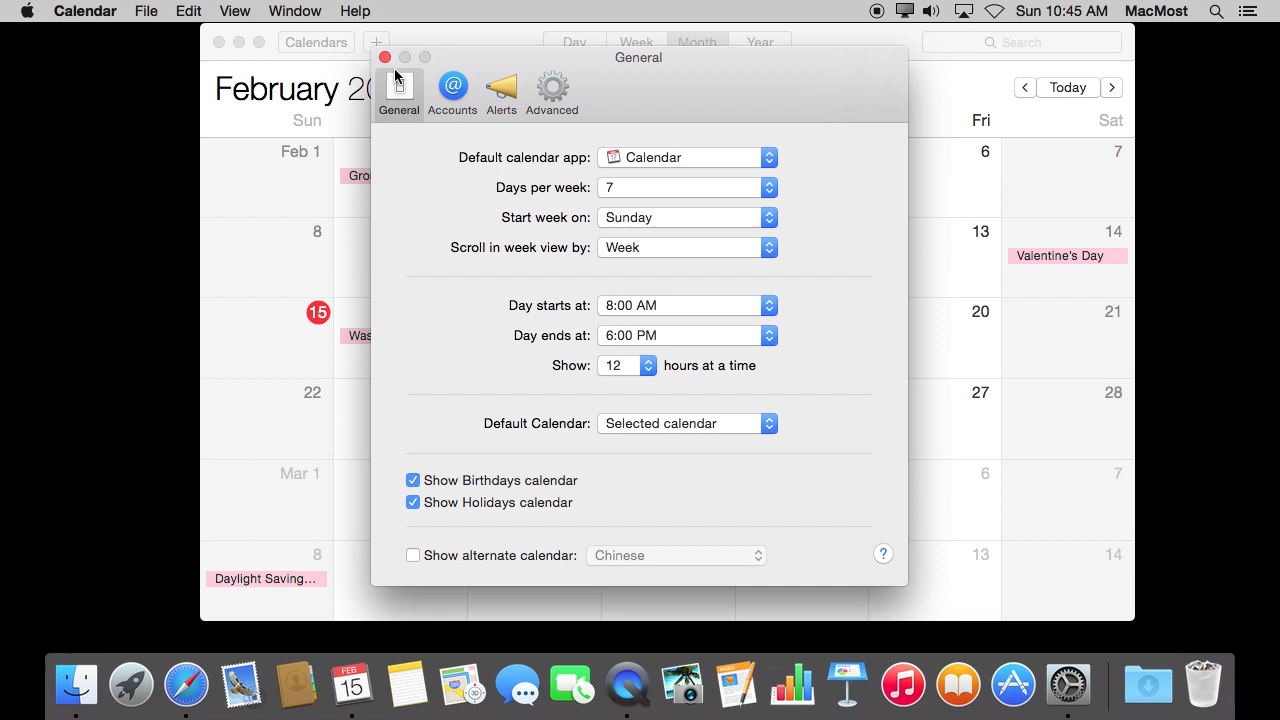 Calendar File Edit View Window Help Sun 10:45 AM MacMost
Calendars + Day Week Month Year Search
General
February 20
Today
General Accounts Alerts Advanced
Sun Fri Sat
Default calendar app: Calendar
Feb 1 6 7
Gro
Days per week: 7
Start week on: Sunday
8 13 14
Scroll in week view by: Week
Valentine's Day
Day starts at: 8:00 AM
15 20 21
Day ends at: 6:00 PM
Was
Show: 12 hours at a time
22 27 28
Default Calendar: Selected calendar
Mar 1 6 7
Show Birthdays calendar
Show Holidays calendar
8 13 14
Show alternate calendar: Chinese ?
Daylight Saving...
FEB
15
3D
PAGES